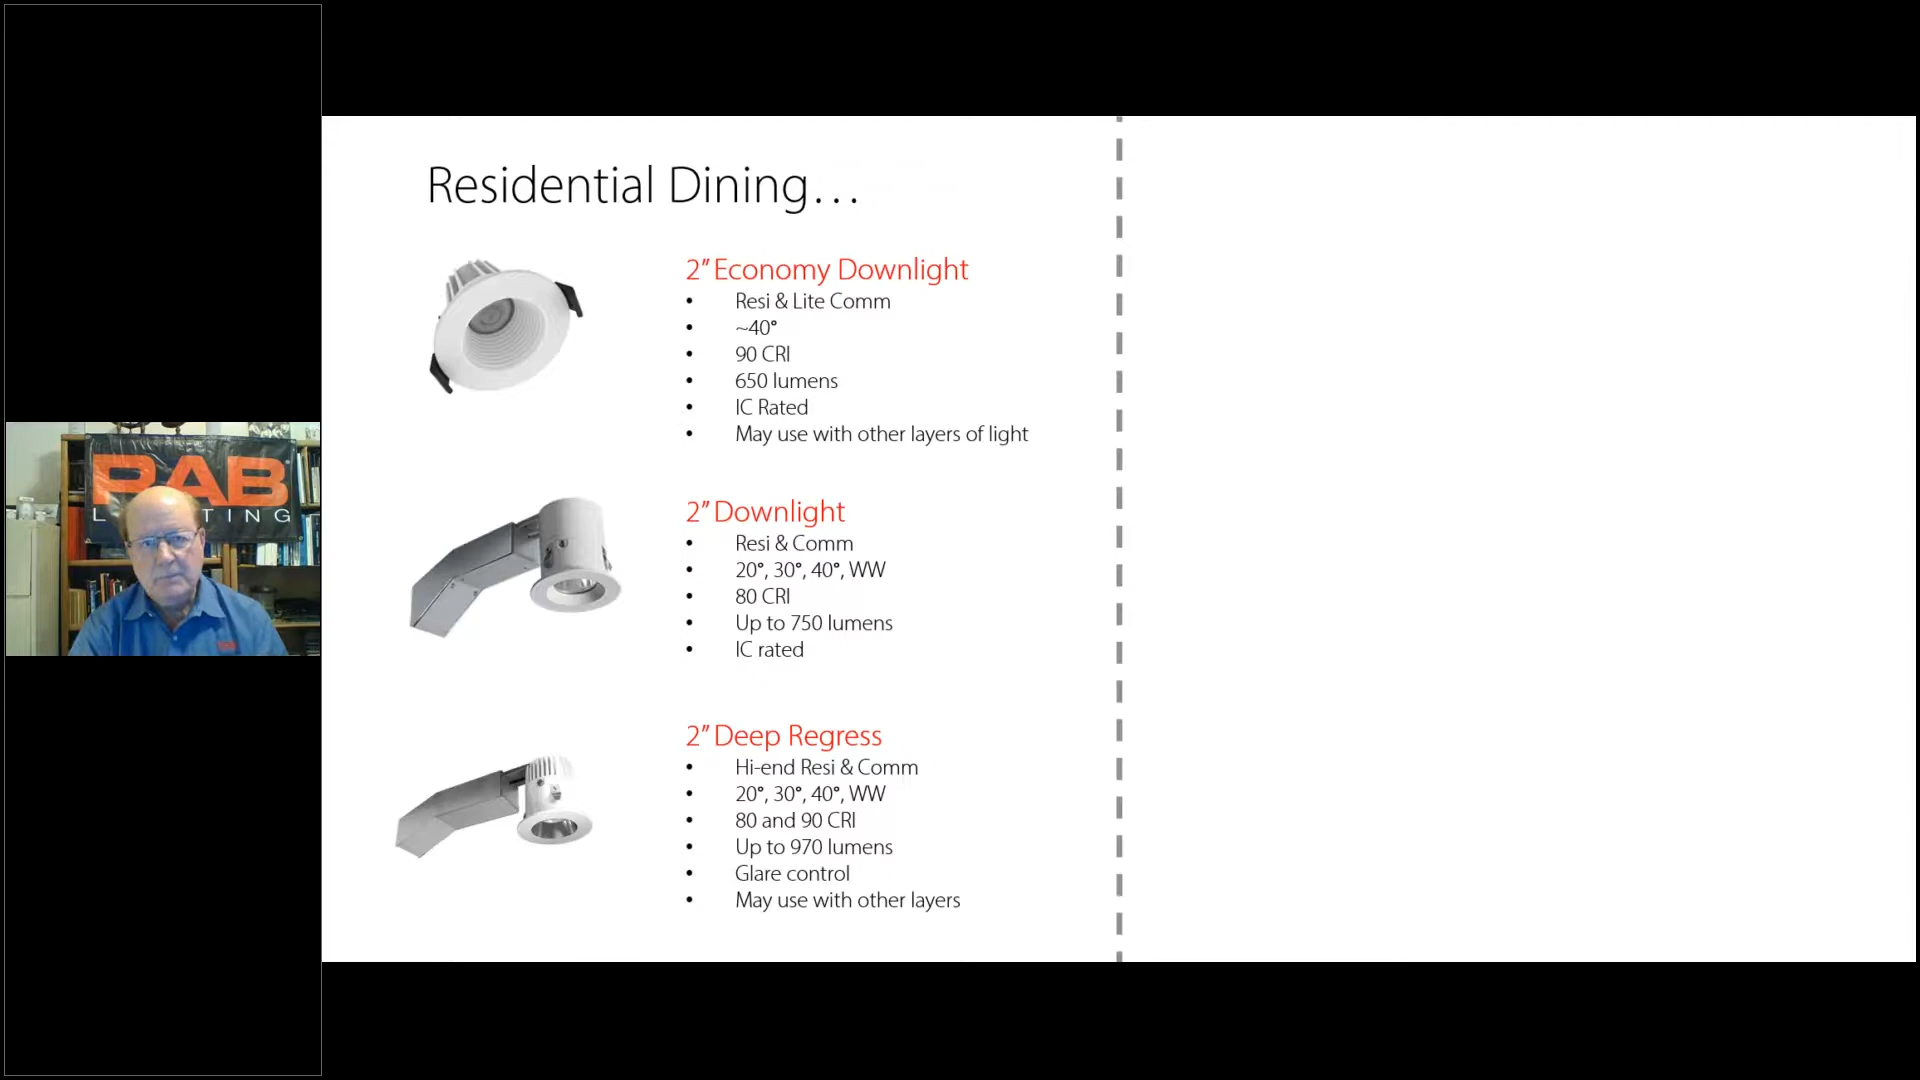 RAB
L TING
Residential Dining…
2" Economy Downlight
• Resi & Lite Comm
• ~40°
• 90 CRI
• 650 lumens
• IC Rated
• May use with other layers of light
2" Downlight
• Resi & Comm
• 20°, 30°, 40°, WW
• 80 CRI
• Up to 750 lumens
• IC rated
2" Deep Regress
• Hi-end Resi & Comm
• 20°, 30°, 40°, WW
• 80 and 90 CRI
• Up to 970 lumens
• Glare control
• May use with other layers